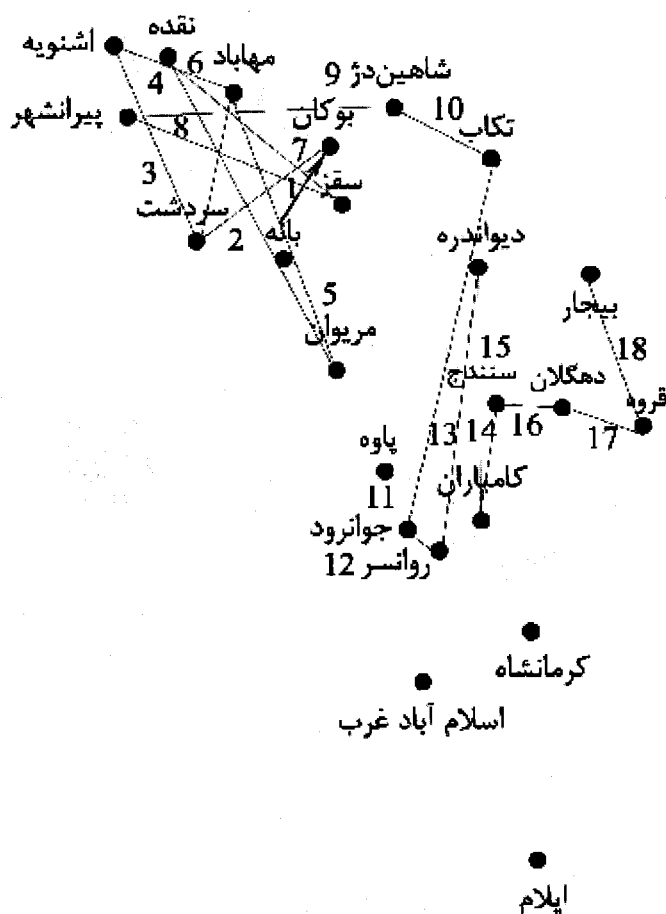 نقده
اشنویه
6 مهاباد
4
9 شاهین‌دژ
بوکان
10
تکاب
پیرانشهر
8
7
3
1 سقز
سردشت
2 بانه
دیواندره
5
بیجار
مریوان
15
18
سنندج
دهگلان
قروه
16
17
13 14
پاوه
کامیاران
11
جوانرود
12 روانسر
کرمانشاه
اسلام آباد غرب
ایلام